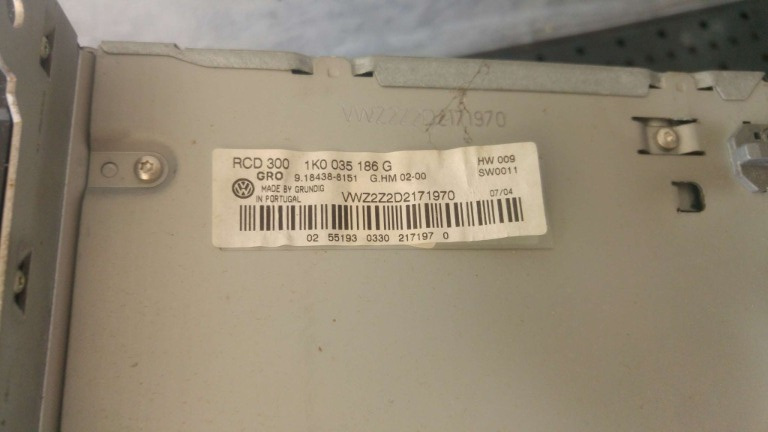 VWZ2Z2D2171970
RCD 300 1K0 035 186 G
HW 009
GRO 9.18438-8151 G.HM 02-00
SW0011
MADE BY GRUNDIG
IN PORTUGAL
VWZ2Z2D2171970
07/04
02 55193 0330 217197 0